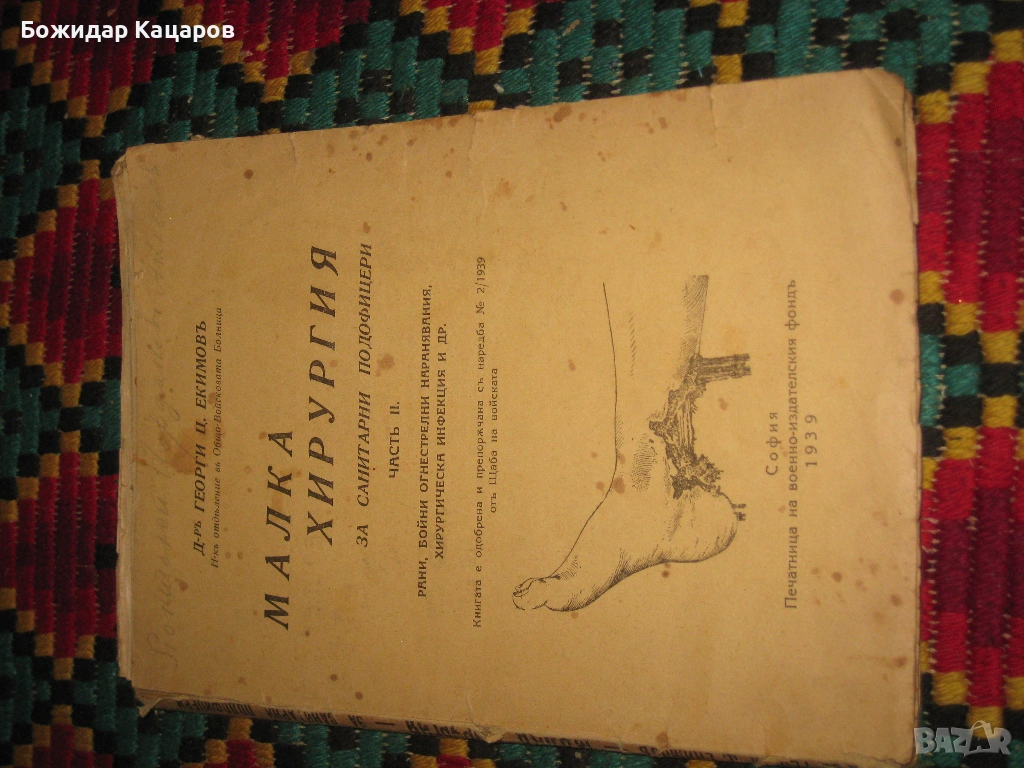 Божидар Кацаров
Д-ръ ГЕОРГИ Ц. ЕКИМОВЪ
Н-къ отдѣление въ Общо-Войсковата Болница
МАЛКА
ХИРУРГИЯ
ЗА САНИТАРНИ ПОДОФИЦЕРИ
ЧАСТЬ II.
РАНИ, БОЙНИ ОГНЕСТРЕЛНИ НАРАНЯВАНИЯ,
ХИРУРГИЧЕСКА ИНФЕКЦИЯ И ДР.
Книгата е одобрена и препорѫчана съ наредба № 2/1939
отъ Щаба на войската
София
Печатница на военно-издателския фондъ
1939
BAZAR